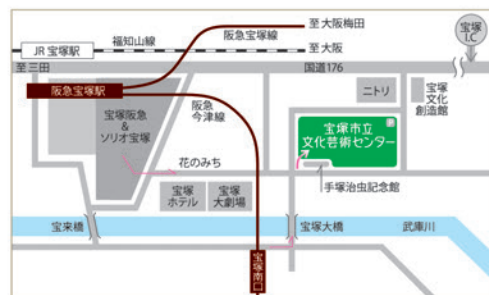 至大阪梅田
阪急宝塚線
宝塚
I.C
JR宝塚駅
福知山線
至大阪
至三田
国道176
阪急宝塚駅
宝塚阪急
&
ソリオ宝塚
阪急
今津線
ニトリ
宝塚
文化
創造館
P
宝塚市立
文化芸術センター
花のみち
手塚治虫記念館
宝塚
ホテル
宝塚
大劇場
宝来橋
宝塚大橋
武庫川
宝塚南口